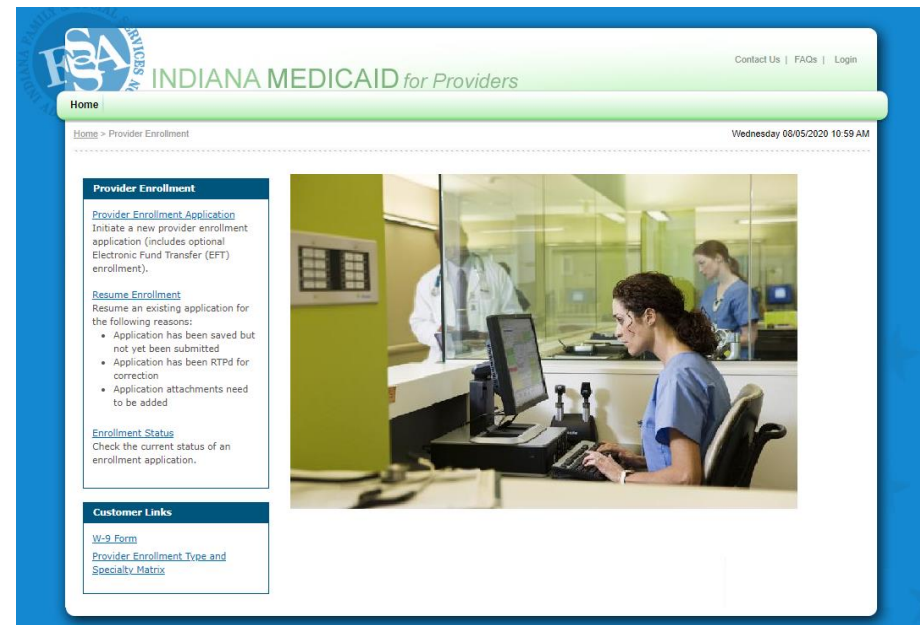 FSSA
INDIANA MEDICAID for Providers
Contact Us | FAQs | Login
Home
Home > Provider Enrollment
Wednesday 08/05/2020 10:59 AM
Provider Enrollment
Provider Enrollment Application
Initiate a new provider enrollment
application (includes optional
Electronic Fund Transfer (EFT)
enrollment).
Resume Enrollment
Resume an existing application for
the following reasons:
• Application has been saved but
not yet been submitted
• Application has been RTPd for
correction
• Application attachments need
to be added
Enrollment Status
Check the current status of an
enrollment application.
Customer Links
W-9 Form
Provider Enrollment Type and
Specialty Matrix